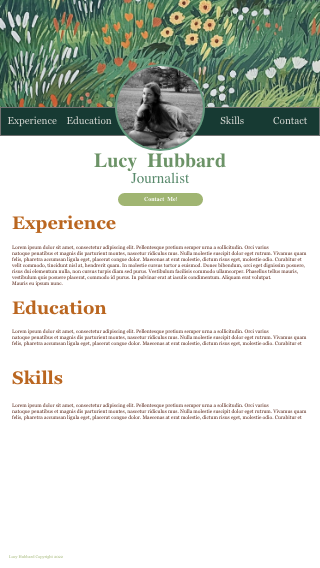 Experience Education Skills Contact
Lucy Hubbard
Journalist
Contact Me!
Experience
Lorem ipsum dolor sit amet, consectetur adipiscing elit. Pellentesque pretium semper urna a sollicitudin. Orci varius
natoque penatibus et magnis dis parturient montes, nascetur ridiculus mus. Nulla molestie suscipit dolor eget rutrum. Vivamus quam
felis, pharetra accumsan ligula eget, placerat congue dolor. Maecenas at erat molestie, dictum risus eget, sodales odio. Curabitur et
velit commodo, tincidunt nisl at, hendrerit quam. In molestie cursus tortor a euismod. Donec bibendum, orci eget dignissim posuere,
risus dui elementum nulla, non cursus turpis diam sed purus. Vestibulum facilisis commodo ullamcorper. Phasellus tellus mauris,
vestibulum quis posuere placerat, commodo id purus. In pulvinar erat at iaculis condimentum. Aliquam erat volutpat.
Mauris eu ipsum nunc.
Education
Lorem ipsum dolor sit amet, consectetur adipiscing elit. Pellentesque pretium semper urna a sollicitudin. Orci varius
natoque penatibus et magnis dis parturient montes, nascetur ridiculus mus. Nulla molestie suscipit dolor eget rutrum. Vivamus quam
felis, pharetra accumsan ligula eget, placerat congue dolor. Maecenas at erat molestie, dictum risus eget, sodales odio. Curabitur et
Skills
Lorem ipsum dolor sit amet, consectetur adipiscing elit. Pellentesque pretium semper urna a sollicitudin. Orci varius
natoque penatibus et magnis dis parturient montes, nascetur ridiculus mus. Nulla molestie suscipit dolor eget rutrum. Vivamus quam
felis, pharetra accumsan ligula eget, placerat congue dolor. Maecenas at erat molestie, dictum risus eget, sodales odio. Curabitur et
Lucy Hubbard Copyright